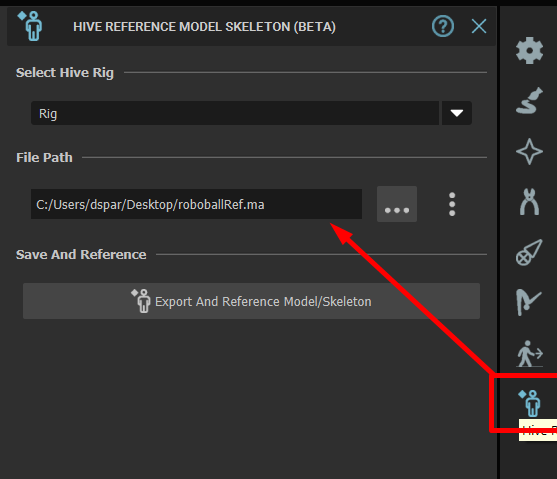 HIVE REFERENCE MODEL SKELETON (BETA)
Select Hive Rig
Rig
File Path
C:/Users/dspar/Desktop/roboballRef.ma
Save And Reference
Export And Reference Model/Skeleton
Hive